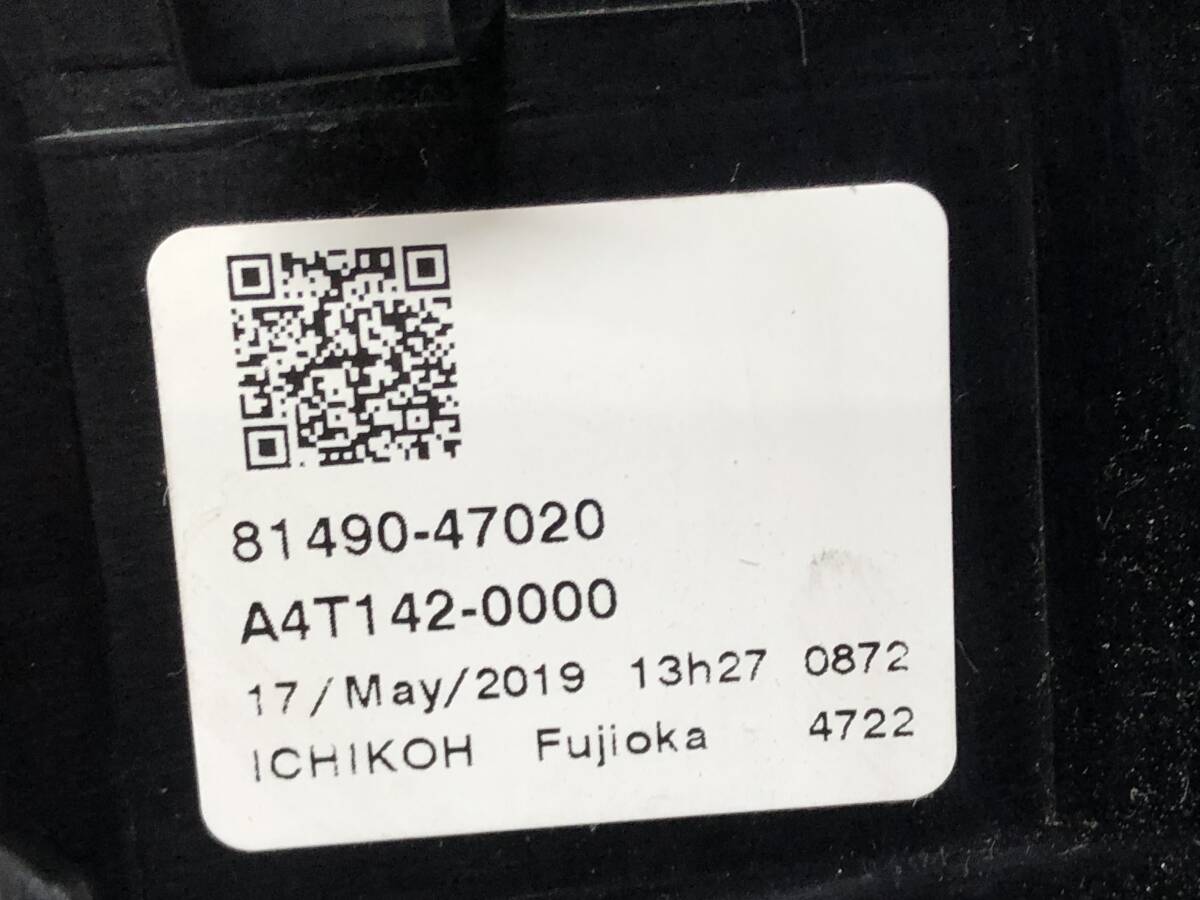 81490-47020
A4T142-0000
17/May/2019 13h27 0872
ICHIKOH Fujioka 4722